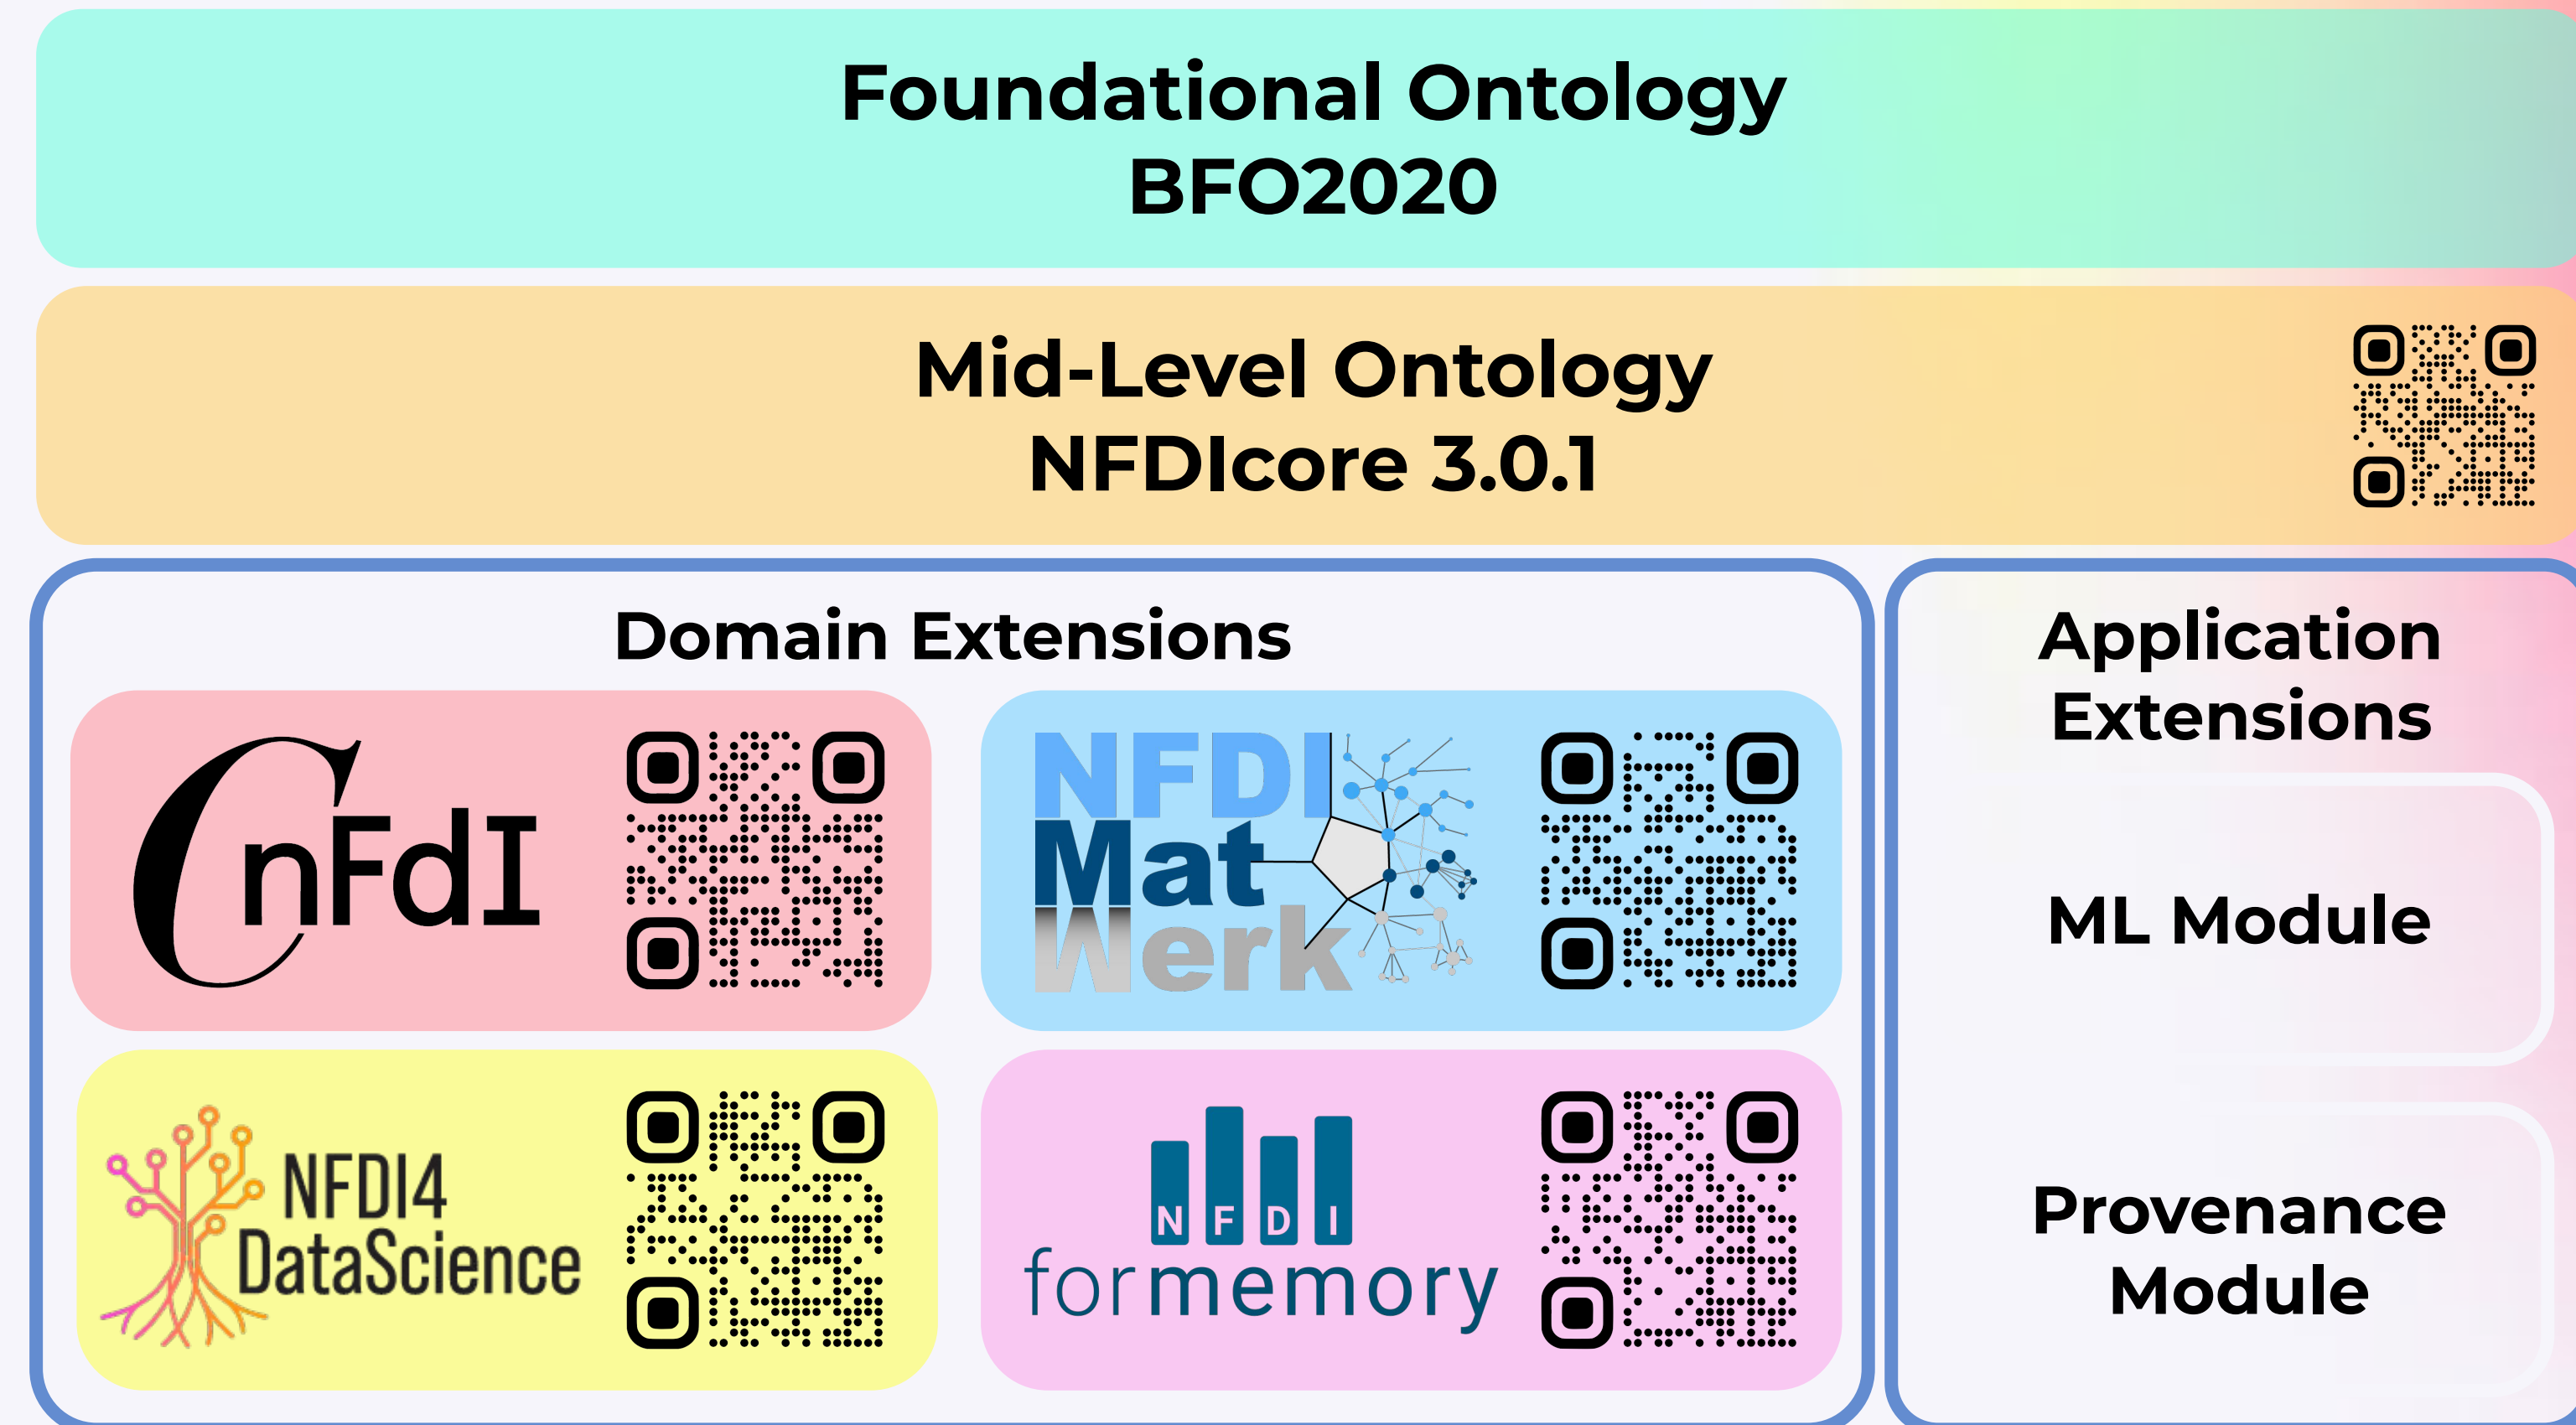 Foundational Ontology
BFO2020
Mid-Level Ontology
NFDIcore 3.0.1
Domain Extensions
CnFdI
NFDI
Mat
Werk
NFDI4
DataScience
N F D I
formemory
Application
Extensions
ML Module
Provenance
Module